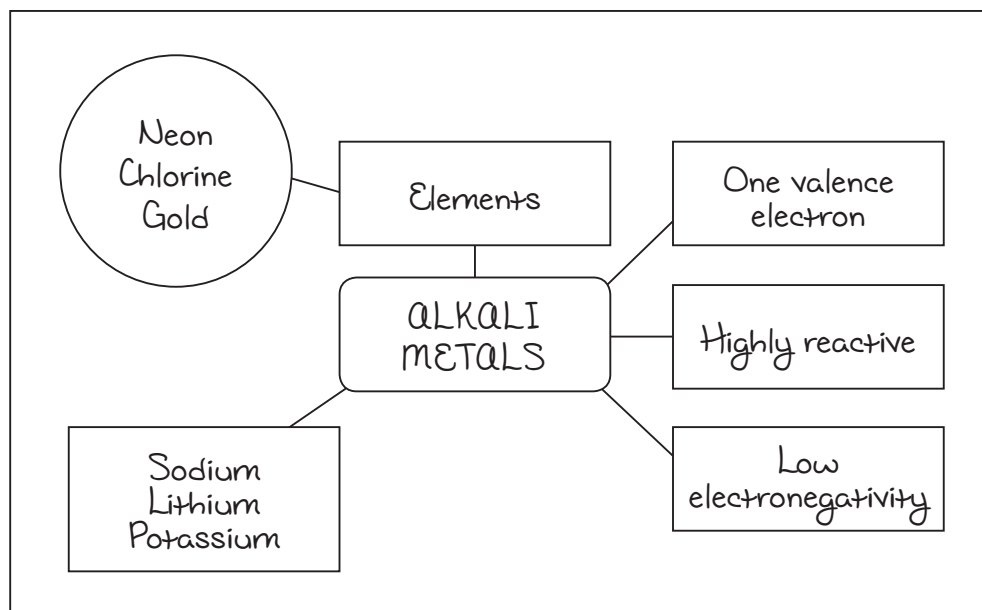 Neon
Chlorine
Gold
Elements
One valence
electron
ALKALI
METALS
Highly reactive
Sodium
Lithium
Potassium
Low
electronegativity